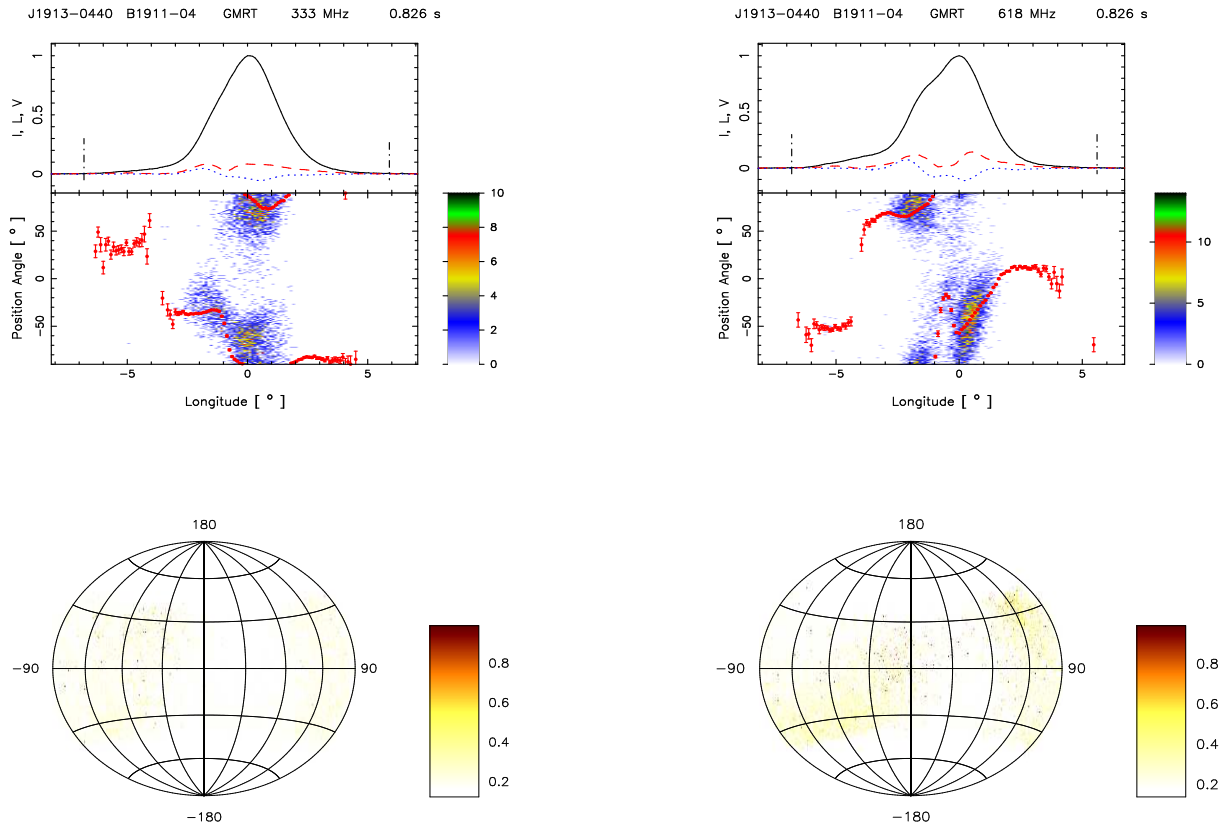 J1913−0440 B1911−04 GMRT 333 MHz 0.826 s
I, L, V
0 0.5 1
Position Angle [ ° ]
−50 0 50
0 2 4 6 8 10
−5 0 5
Longitude [ ° ]
180
−90
90
−180
0.2 0.4 0.6 0.8
J1913−0440 B1911−04 GMRT 618 MHz 0.826 s
I, L, V
0 0.5 1
Position Angle [ ° ]
−50 0 50
0 5 10
−5 0 5
Longitude [ ° ]
180
−90
90
−180
0.2 0.4 0.6 0.8